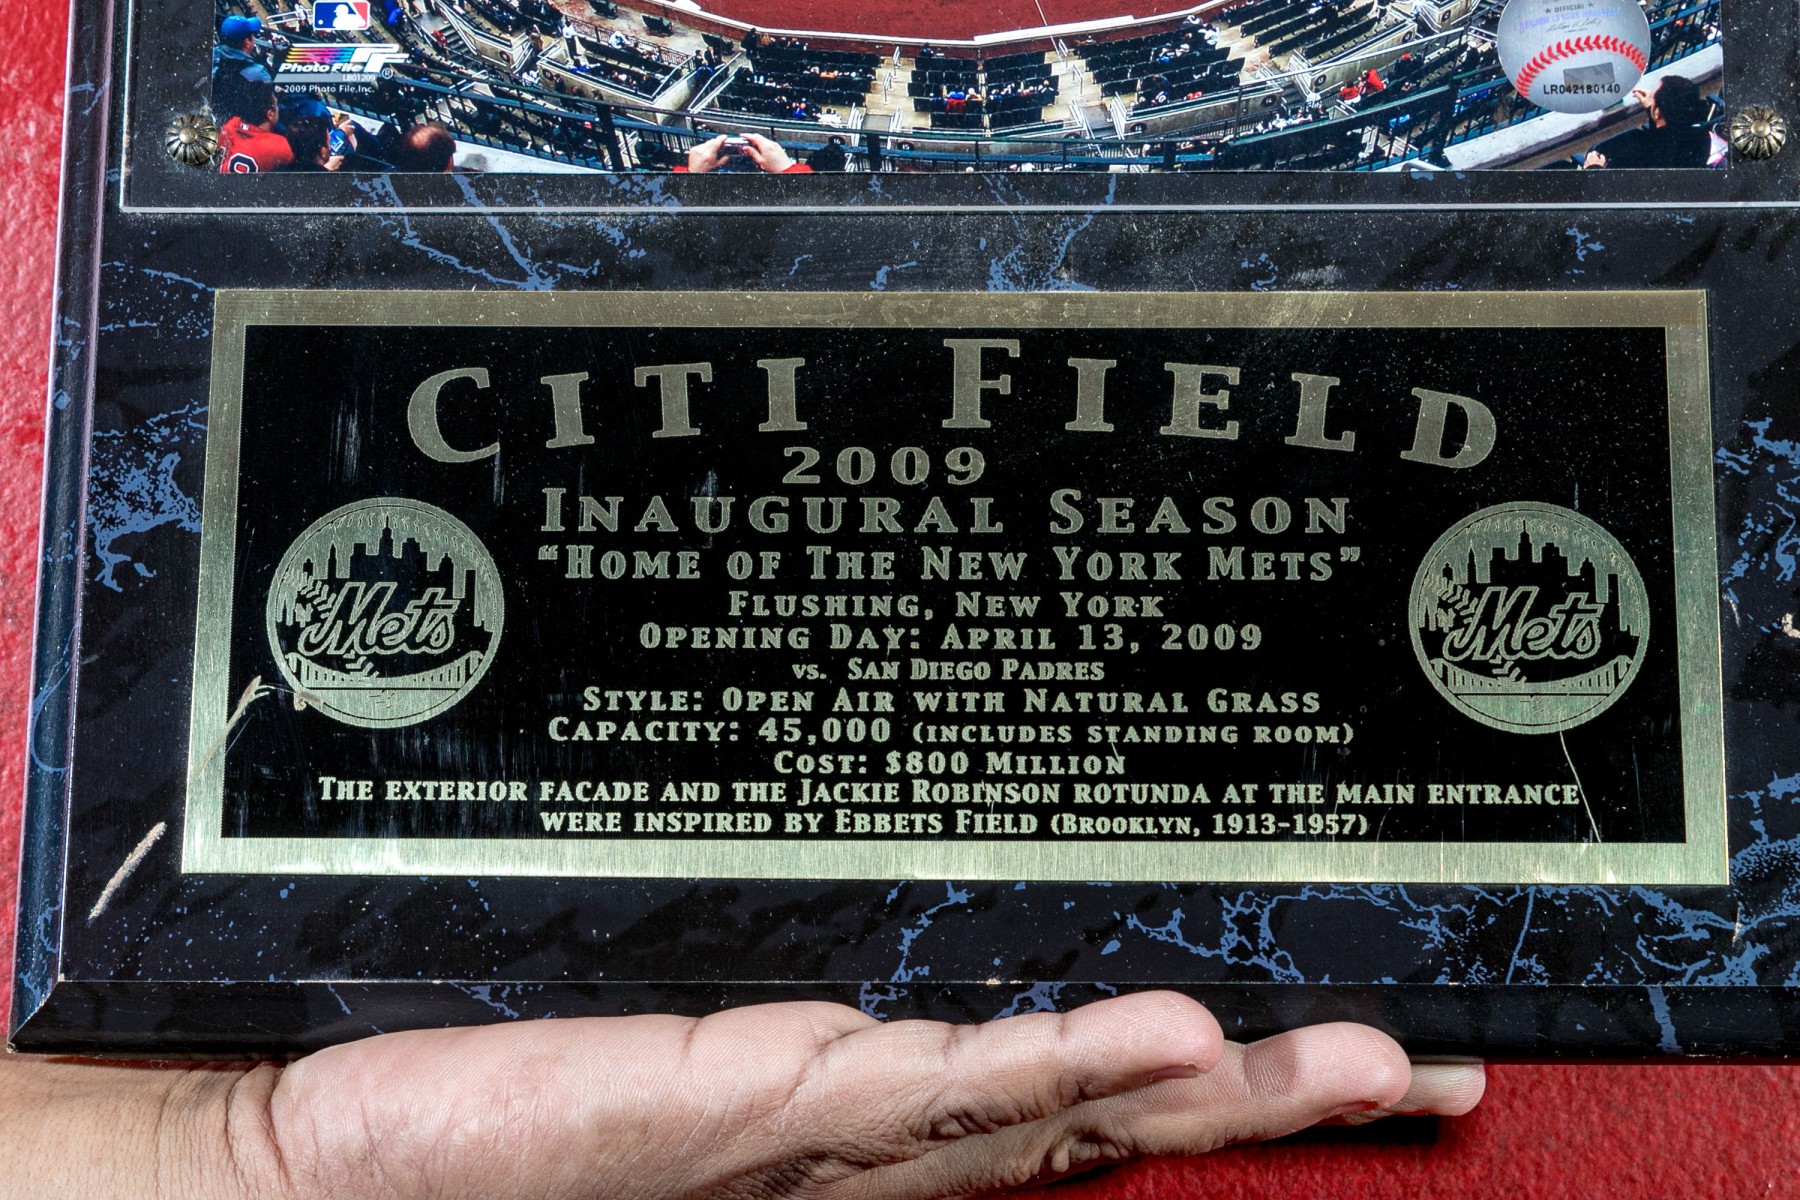 Photo File
LB01209
© 2009 Photo File, Inc.
OFFICIAL
LR042180140
CITI FIELD
2009
INAUGURAL SEASON
“HOME OF THE NEW YORK METS”
FLUSHING, NEW YORK
OPENING DAY: APRIL 13, 2009
VS. SAN DIEGO PADRES
STYLE: OPEN AIR WITH NATURAL GRASS
CAPACITY: 45,000 (INCLUDES STANDING ROOM)
COST: $800 MILLION
THE EXTERIOR FACADE AND THE JACKIE ROBINSON ROTUNDA AT THE MAIN ENTRANCE
WERE INSPIRED BY EBBETS FIELD (BROOKLYN, 1913-1957)
Mets
Mets